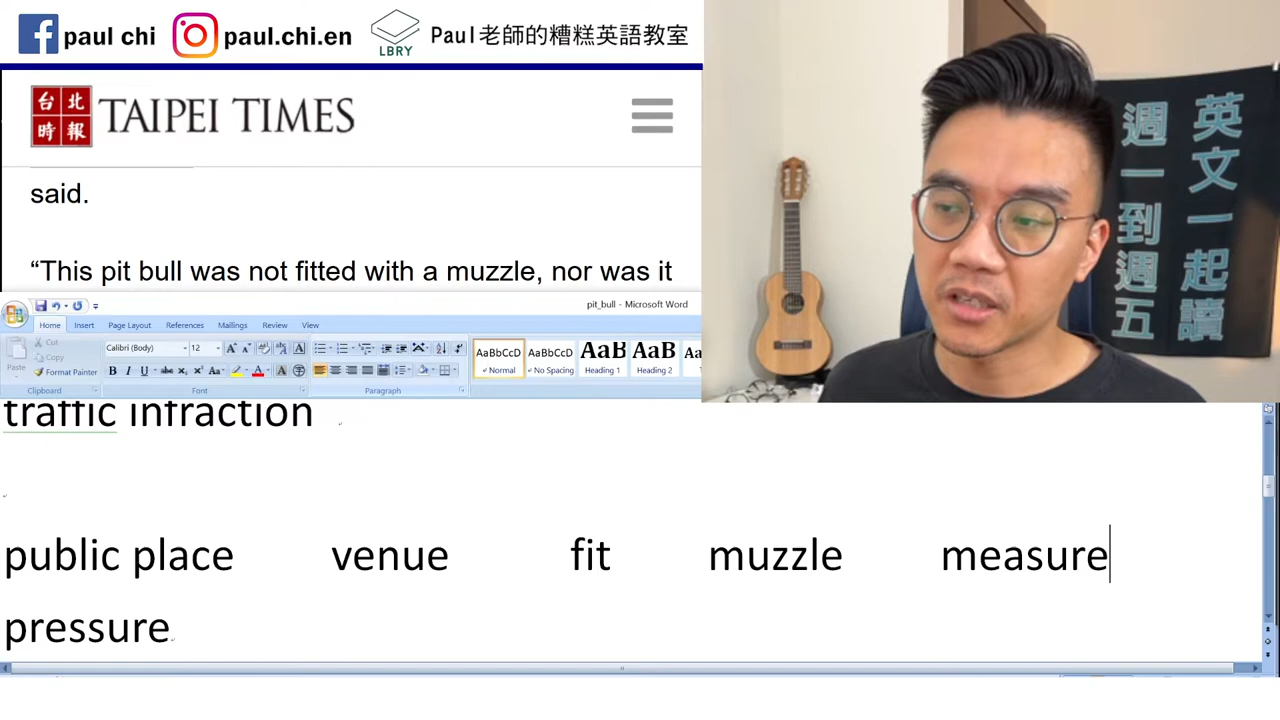 paul chi
paul.chi.en
LBRY
Paul老師的糟糕英語教室
台北時報
TAIPEI TIMES
said.
“This pit bull was not fitted with a muzzle, nor was it
pit_bull - Microsoft Word
Home Insert Page Layout References Mailings Review View
Cut
Copy
Paste
Format Painter
Clipboard
Calibri (Body) 12
Font
Paragraph
AaBbCcD AaBbCcD AaB AaB AaB
Normal No Spacing Heading 1 Heading 2
traffic infraction
public place venue fit muzzle measure
pressure
英文一起讀
週一到週五